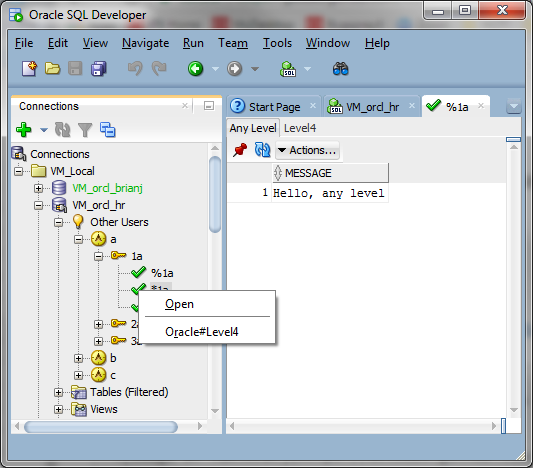 Oracle SQL Developer
File Edit View Navigate Run Team Tools Window Help
Connections
Start Page
VM_orcl_hr
%1a
Any Level Level4
Actions...
MESSAGE
1 Hello, any level
Connections
VM_Local
VM_orcl_brianj
VM_orcl_hr
Other Users
a
1a
%1a
*1a
Open
Oracle#Level4
2a
3a
b
c
Tables (Filtered)
Views